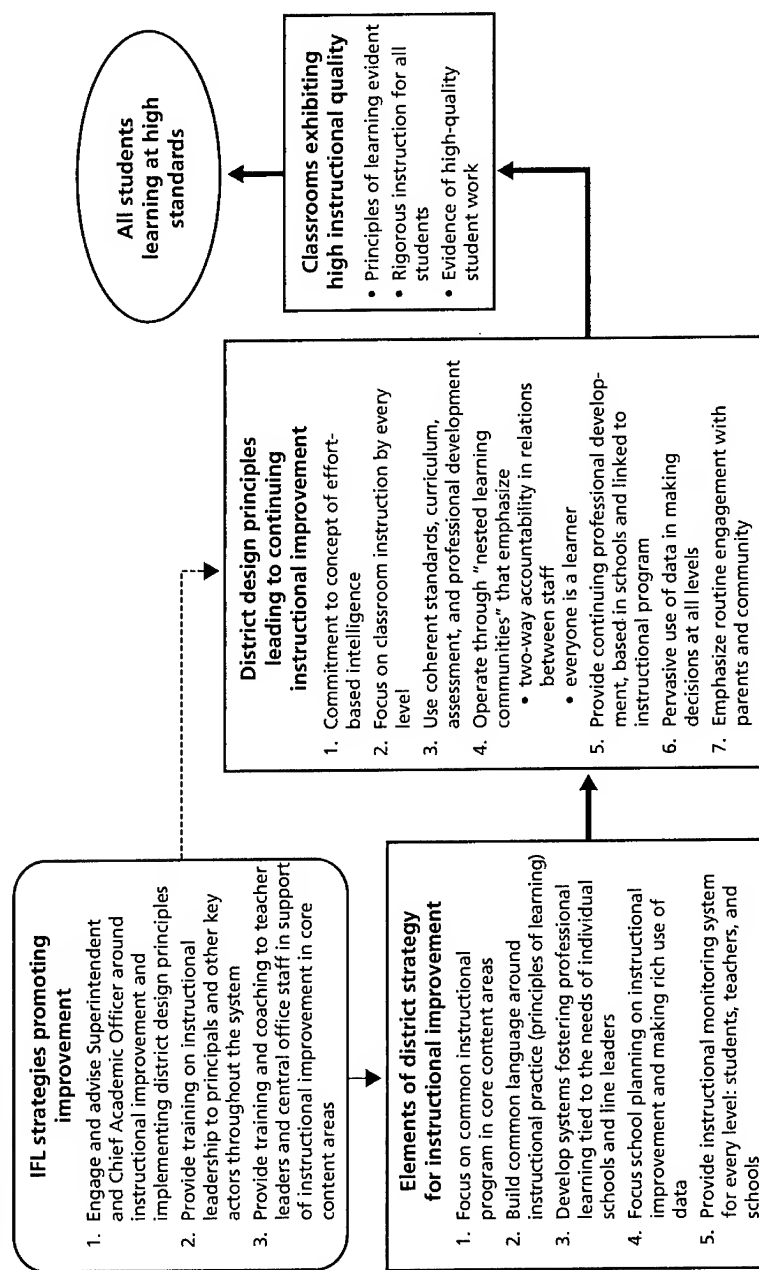 IFL strategies promoting
improvement
1. Engage and advise Superintendent
and Chief Academic Officer around
instructional improvement and
implementing district design principles
2. Provide training on instructional
leadership to principals and other key
actors throughout the system
3. Provide training and coaching to teacher
leaders and central office staff in support
of instructional improvement in core
content areas
Elements of district strategy
for instructional improvement
1. Focus on common instructional
program in core content areas
2. Build common language around
instructional practice (principles of learning)
3. Develop systems fostering professional
learning tied to the needs of individual
schools and line leaders
4. Focus school planning on instructional
improvement and making rich use of
data
5. Provide instructional monitoring system
for every level: students, teachers, and
schools
District design principles
leading to continuing
instructional improvement
1. Commitment to concept of effort-
based intelligence
2. Focus on classroom instruction by every
level
3. Use coherent standards, curriculum,
assessment, and professional development
4. Operate through "nested learning
communities" that emphasize
• two-way accountability in relations
between staff
• everyone is a learner
5. Provide continuing professional develop-
ment, based in schools and linked to
instructional program
6. Pervasive use of data in making
decisions at all levels
7. Emphasize routine engagement with
parents and community
Classrooms exhibiting
high instructional quality
• Principles of learning evident
• Rigorous instruction for all
students
• Evidence of high-quality
student work
All students
learning at high
standards